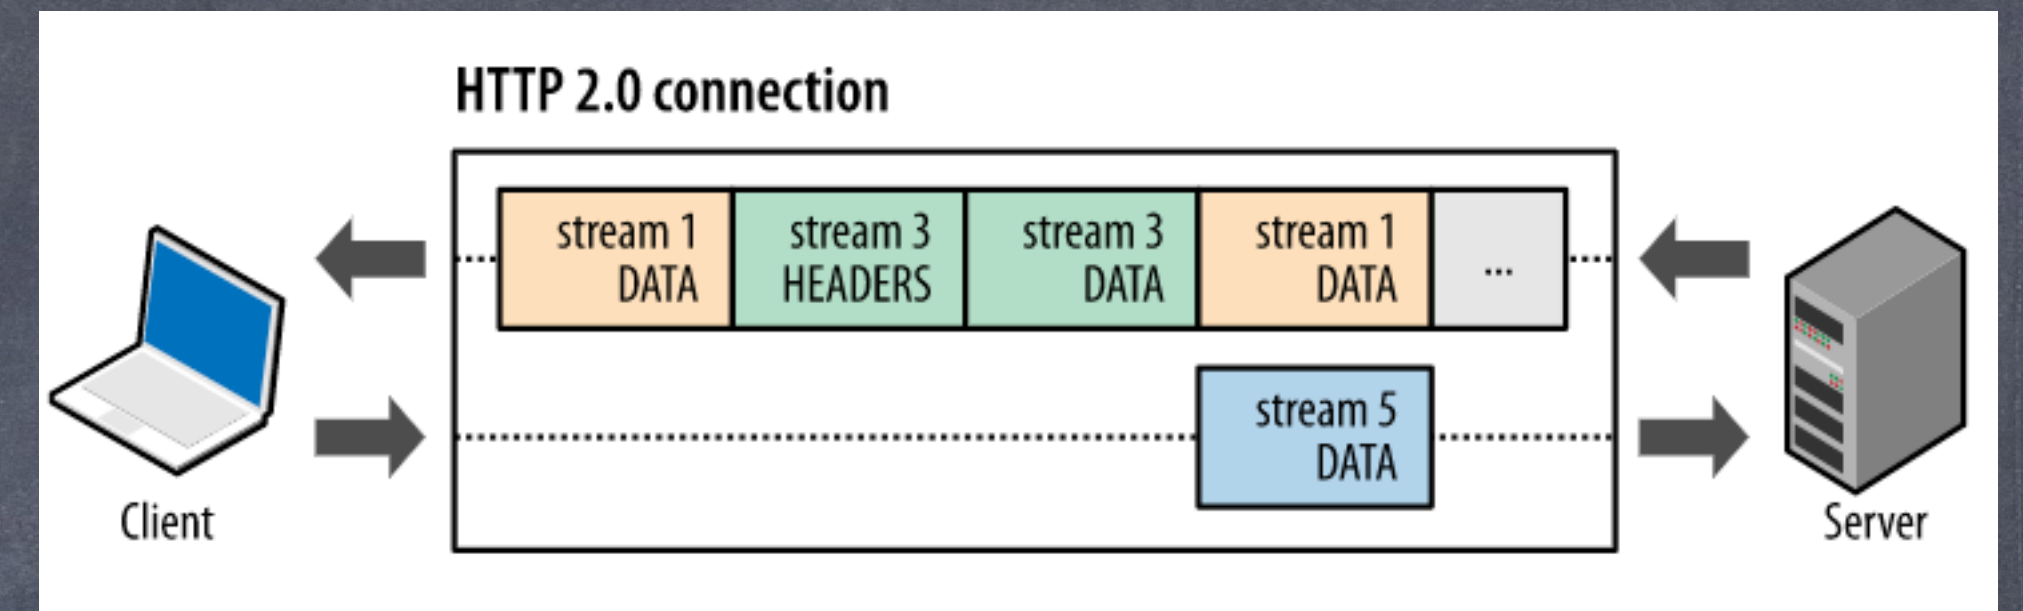 HTTP 2.0 connection
stream 1
DATA
stream 3
HEADERS
stream 3
DATA
stream 1
DATA
...
stream 5
DATA
Client
Server